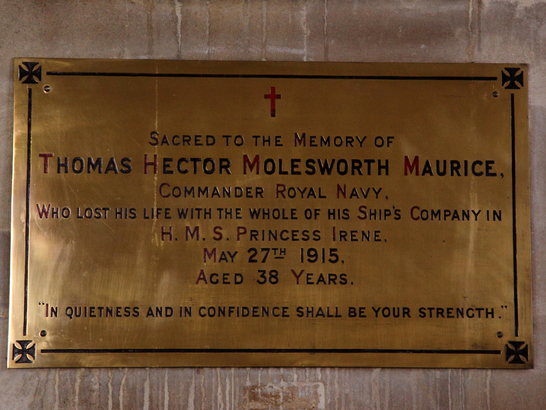 Sacred to the Memory of
Thomas Hector Molesworth Maurice,
Commander Royal Navy,
Who lost his life with the whole of his Ship's Company in
H. M. S. Princess Irene,
May 27TH 1915,
Aged 38 Years.
"In quietness and in confidence shall be your strength."